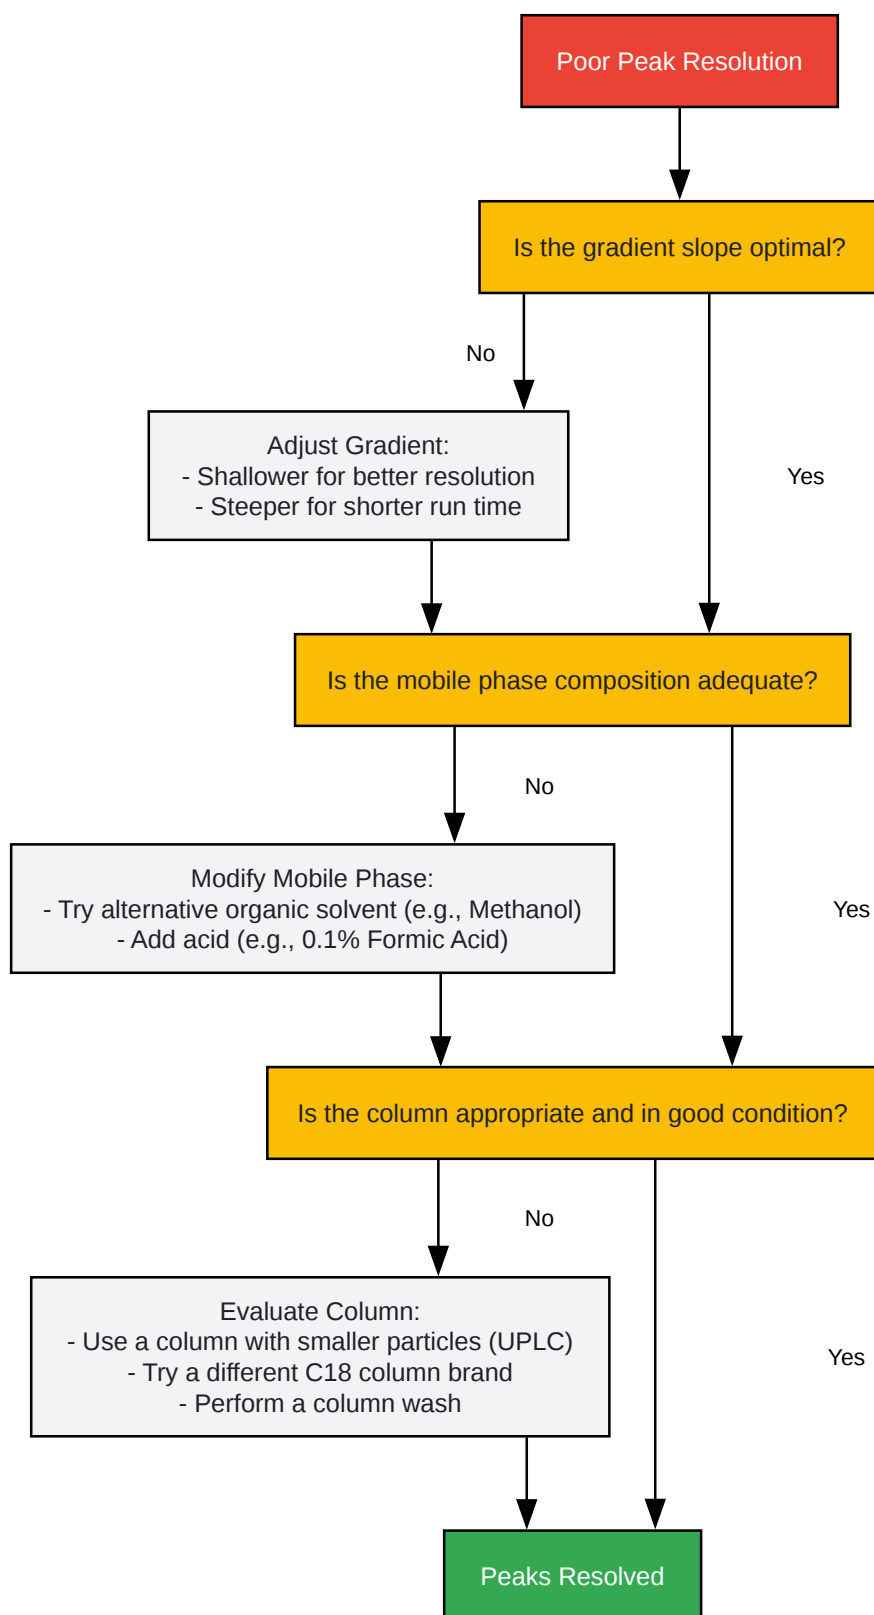 Poor Peak Resolution
Is the gradient slope optimal?
No
Adjust Gradient:
- Shallower for better resolution
- Steeper for shorter run time
Yes
Is the mobile phase composition adequate?
No
Modify Mobile Phase:
- Try alternative organic solvent (e.g., Methanol)
- Add acid (e.g., 0.1% Formic Acid)
Yes
Is the column appropriate and in good condition?
No
Evaluate Column:
- Use a column with smaller particles (UPLC)
- Try a different C18 column brand
- Perform a column wash
Yes
Peaks Resolved